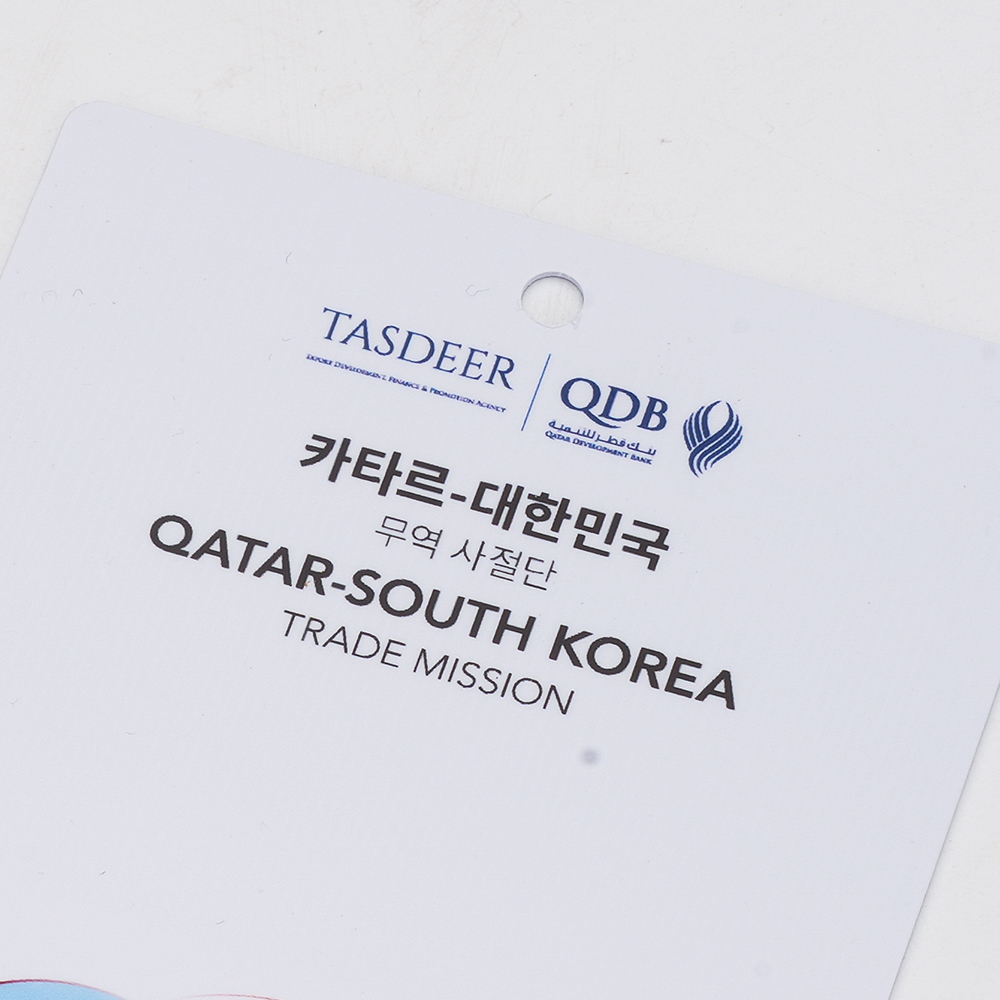 TASDEER
EXPORT DEVELOPMENT, FINANCE & PROMOTION AGENCY
QDB
بنك قطر للتنمية
QATAR DEVELOPMENT BANK
카타르-대한민국
무역 사절단
QATAR-SOUTH KOREA
TRADE MISSION